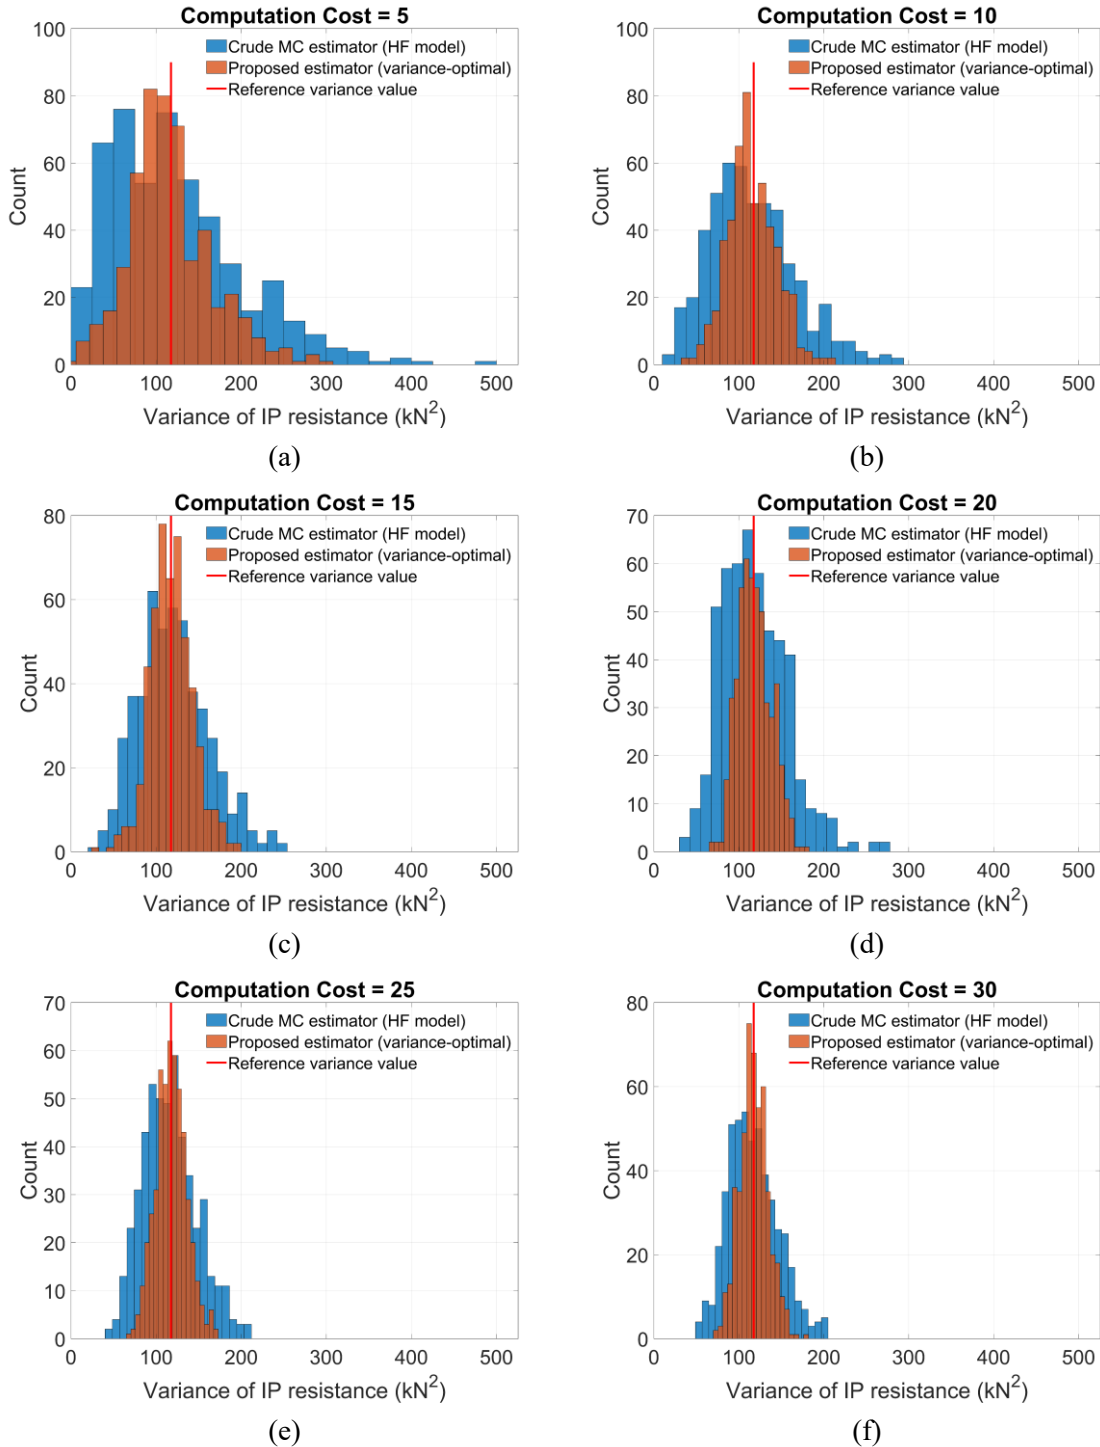 Computation Cost = 5
100
80
60
40
20
0
Count
Crude MC estimator (HF model)
Proposed estimator (variance-optimal)
Reference variance value
0 100 200 300 400 500
Variance of IP resistance (kN²)
(a)
Computation Cost = 10
100
80
60
40
20
0
Count
Crude MC estimator (HF model)
Proposed estimator (variance-optimal)
Reference variance value
0 100 200 300 400 500
Variance of IP resistance (kN²)
(b)
Computation Cost = 15
80
60
40
20
0
Count
Crude MC estimator (HF model)
Proposed estimator (variance-optimal)
Reference variance value
0 100 200 300 400 500
Variance of IP resistance (kN²)
(c)
Computation Cost = 20
70
60
50
40
30
20
10
0
Count
Crude MC estimator (HF model)
Proposed estimator (variance-optimal)
Reference variance value
0 100 200 300 400 500
Variance of IP resistance (kN²)
(d)
Computation Cost = 25
70
60
50
40
30
20
10
0
Count
Crude MC estimator (HF model)
Proposed estimator (variance-optimal)
Reference variance value
0 100 200 300 400 500
Variance of IP resistance (kN²)
(e)
Computation Cost = 30
80
60
40
20
0
Count
Crude MC estimator (HF model)
Proposed estimator (variance-optimal)
Reference variance value
0 100 200 300 400 500
Variance of IP resistance (kN²)
(f)